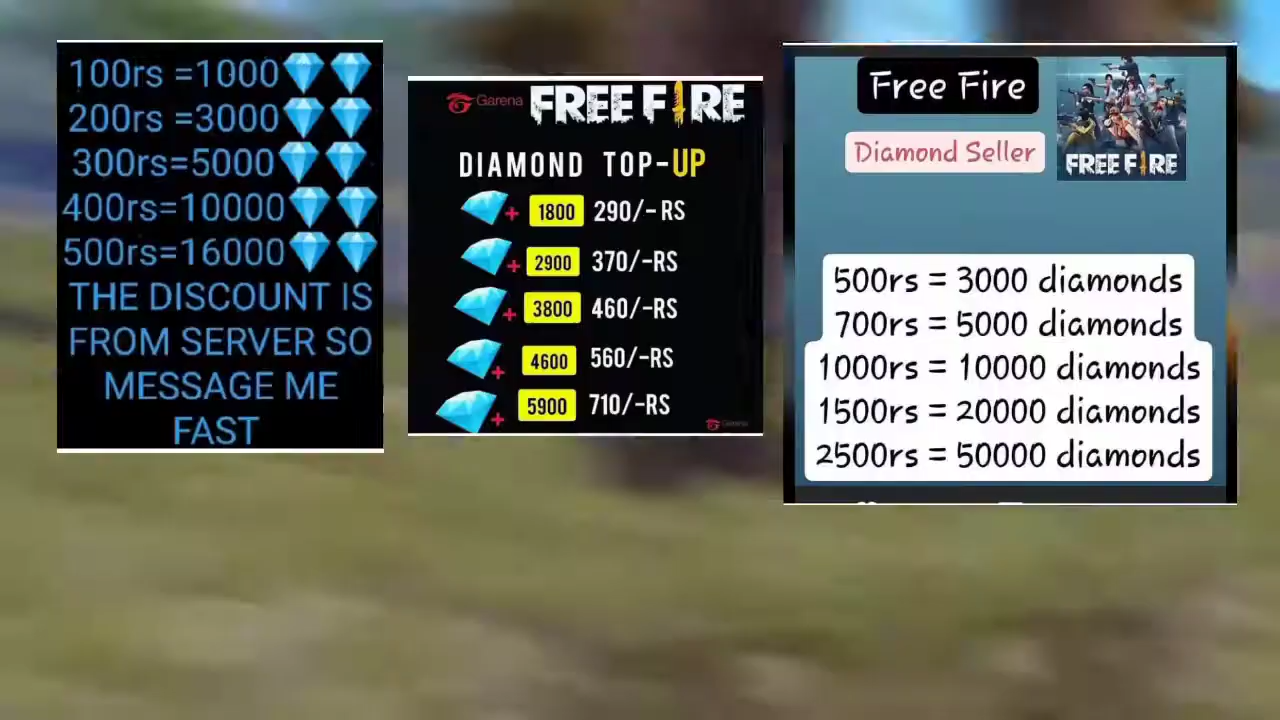 100rs =1000
200rs =3000
300rs=5000
400rs=10000
500rs=16000
THE DISCOUNT IS
FROM SERVER SO
MESSAGE ME
FAST
Garena FREE FIRE
DIAMOND TOP-UP
+ 1800 290/- RS
+ 2900 370/-RS
+ 3800 460/-RS
+ 4600 560/-RS
+ 5900 710/-RS
Garena
Free Fire
Diamond Seller
FREE FIRE
500rs = 3000 diamonds
700rs = 5000 diamonds
1000rs = 10000 diamonds
1500rs = 20000 diamonds
2500rs = 50000 diamonds